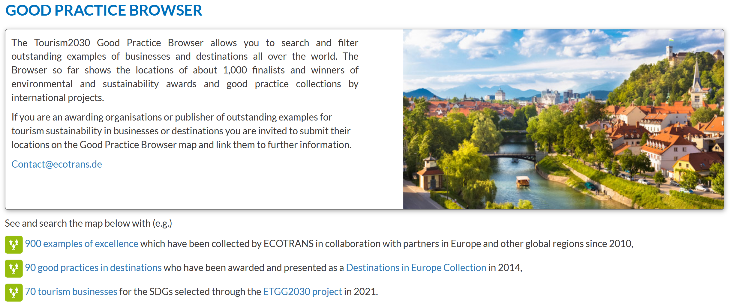 GOOD PRACTICE BROWSER
The Tourism2030 Good Practice Browser allows you to search and filter
outstanding examples of businesses and destinations all over the world. The
Browser so far shows the locations of about 1,000 finalists and winners of
environmental and sustainability awards and good practice collections by
international projects.
If you are an awarding organisations or publisher of outstanding examples for
tourism sustainability in businesses or destinations you are invited to submit their
locations on the Good Practice Browser map and link them to further information.
Contact@ecotrans.de
See and search the map below with (e.g.)
900 examples of excellence which have been collected by ECOTRANS in collaboration with partners in Europe and other global regions since 2010,
90 good practices in destinations who have been awarded and presented as a Destinations in Europe Collection in 2014,
70 tourism businesses for the SDGs selected through the ETGG2030 project in 2021.